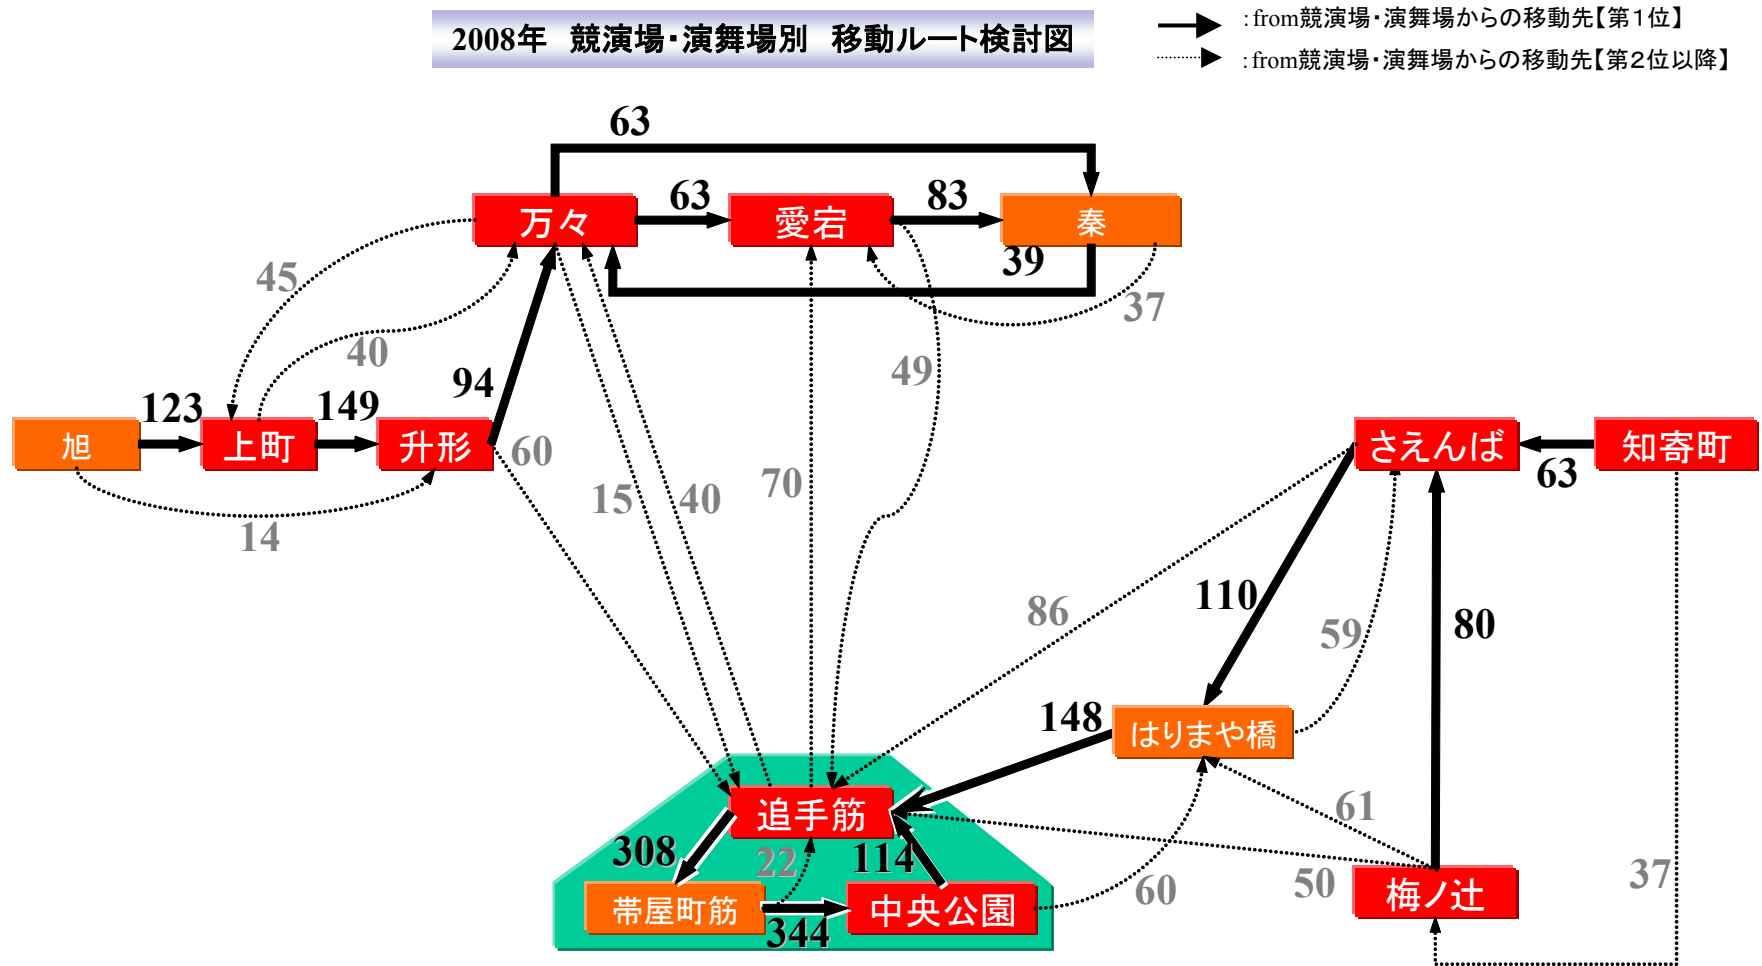 2008年　競演場・演舞場別　移動ルート検討図
：from競演場・演舞場からの移動先【第１位】
：from競演場・演舞場からの移動先【第２位以降】
63
万々
63
愛宕
83
秦
39
37
45
40
94
49
旭
123
上町
149
升形
14
60
15
40
70
さえんば
63
知寄町
86
110
59
80
148
はりまや橋
追手筋
308
22
114
61
60
50
37
帯屋町筋
344
中央公園
梅ノ辻